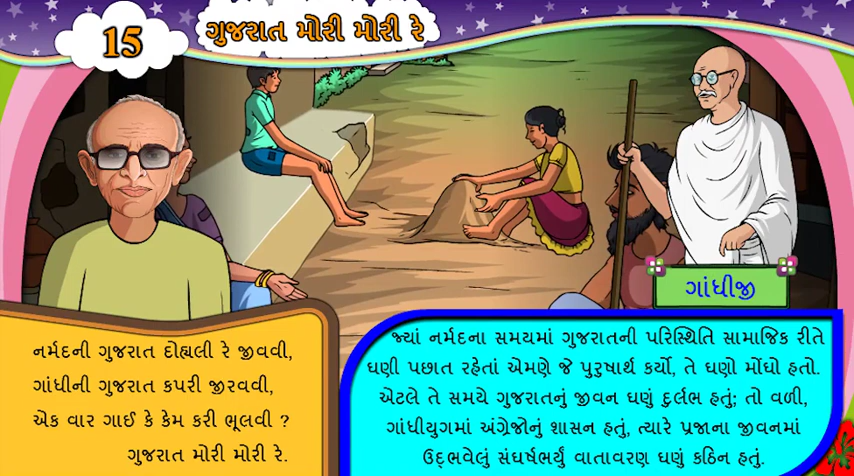 15
ગુજરાત મોરી મોરી રે
ગાંધીજી
નર્મદની ગુજરાત દોહ્યલી રે જીવવી,
ગાંધીની ગુજરાત કપરી જીરવવી,
એક વાર ગાઈ કે કેમ કરી ભૂલવી ?
ગુજરાત મોરી મોરી રે.
જ્યાં નર્મદના સમયમાં ગુજરાતની પરિસ્થિતિ સામાજિક રીતે
ઘણી પછાત રહેતાં એમણે જે પુરુષાર્થ કર્યો, તે ઘણો મોંઘો હતો.
એટલે તે સમયે ગુજરાતનું જીવન ઘણું દુર્લભ હતું; તો વળી,
ગાંધીયુગમાં અંગ્રેજોનું શાસન હતું, ત્યારે પ્રજાના જીવનમાં
ઉદ્ભવેલું સંઘર્ષભર્યું વાતાવરણ ઘણું કઠિન હતું.